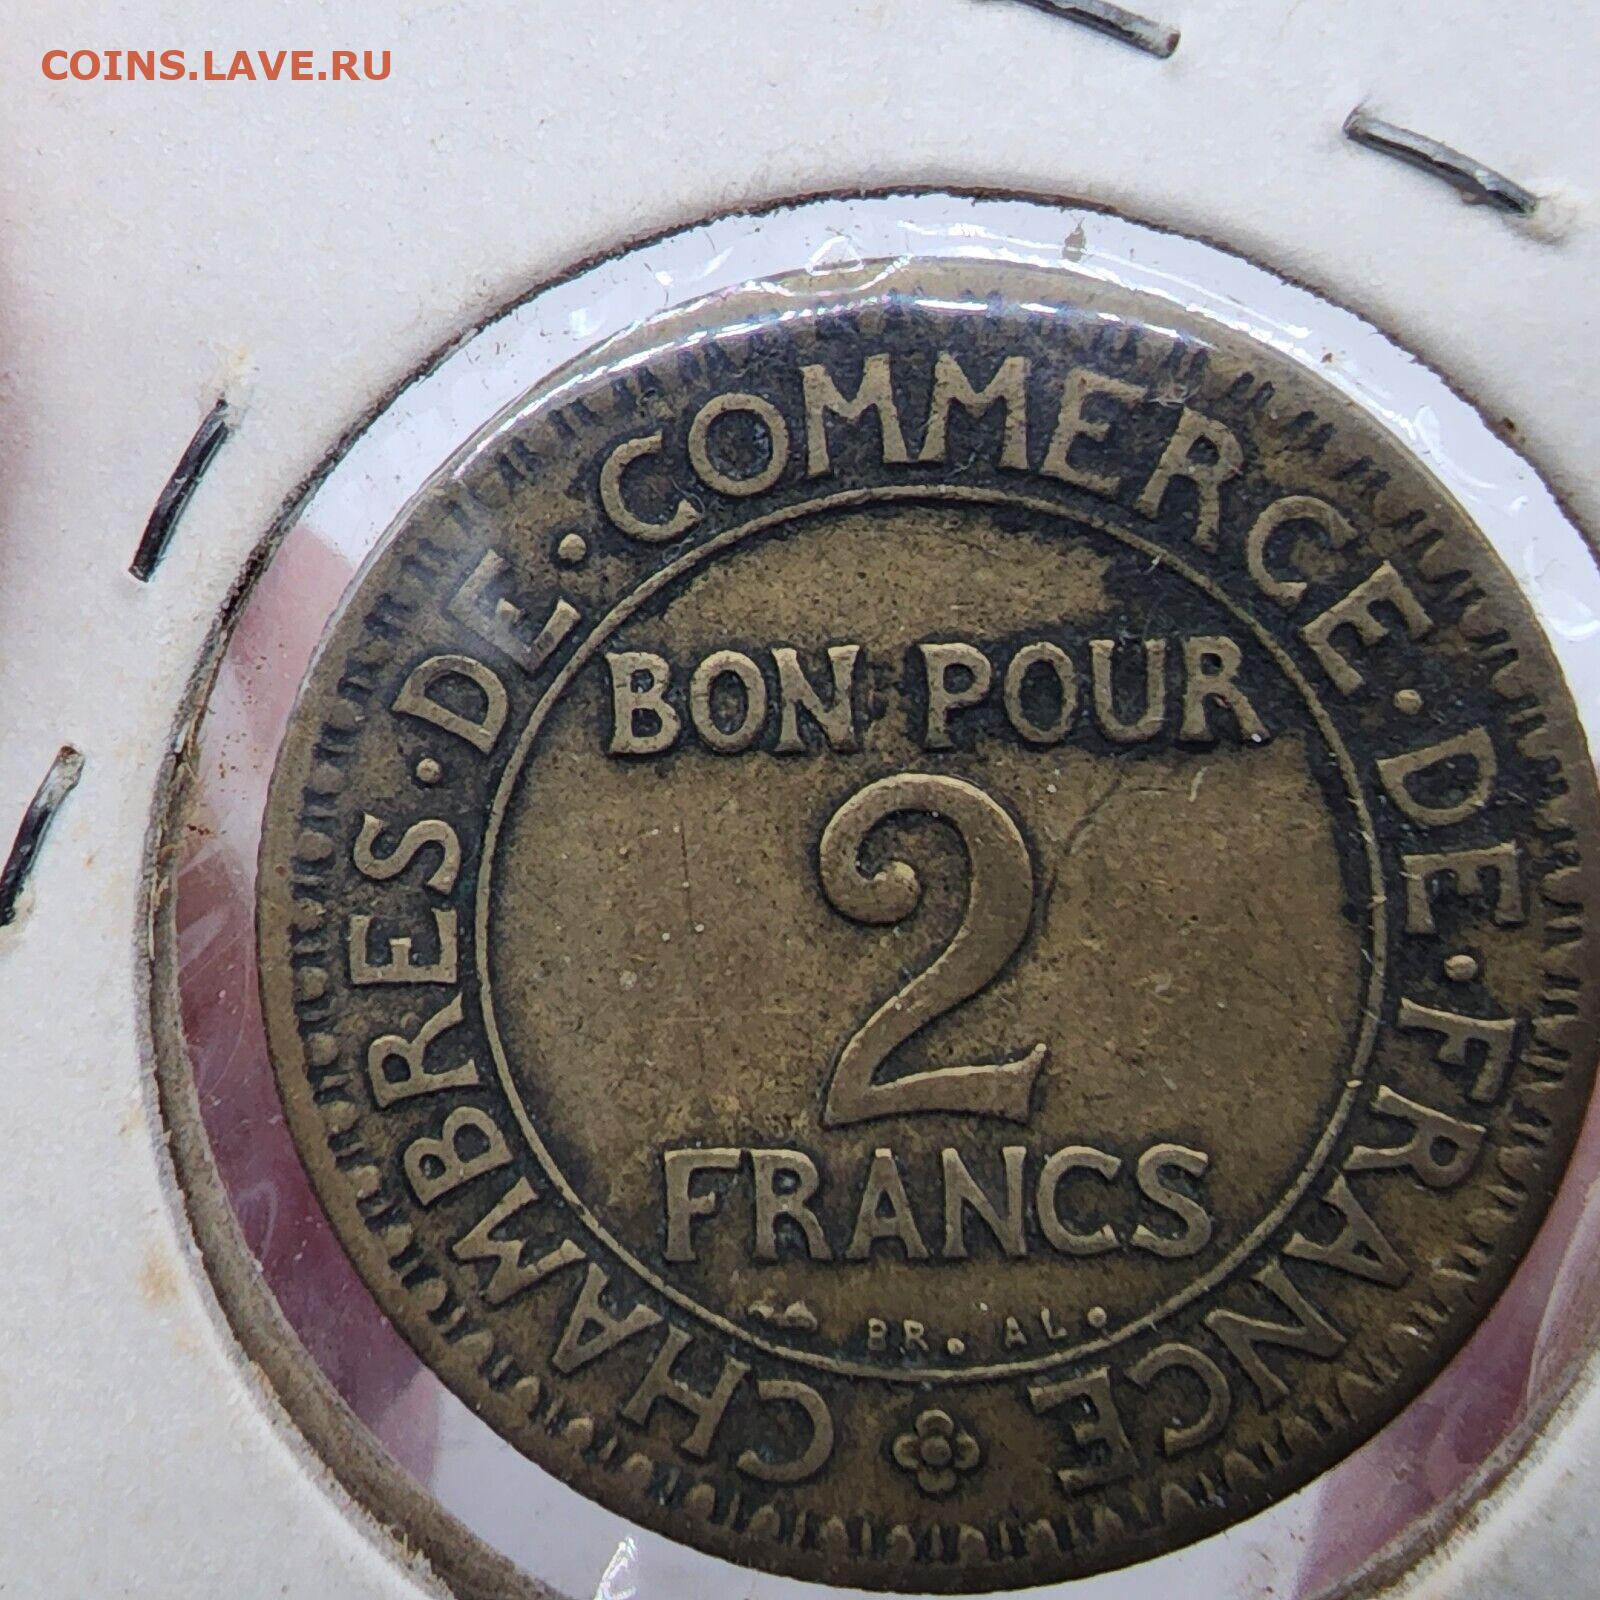 COINS.LAVE.RU
CHAMBRES·DE·COMMERCE·DE·FRANCE
BON POUR
2
FRANCS
BR. AL.